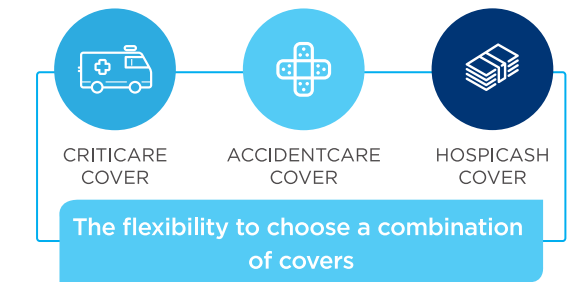 CRITICARE
COVER
ACCIDENTCARE
COVER
HOSPICASH
COVER
The flexibility to choose a combination
of covers